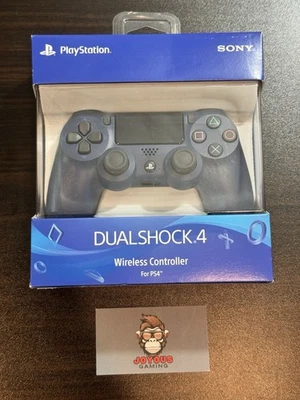 PlayStation
SONY
DUALSHOCK.4
Wireless Controller
For PS4™
JOYOUS
GAMING